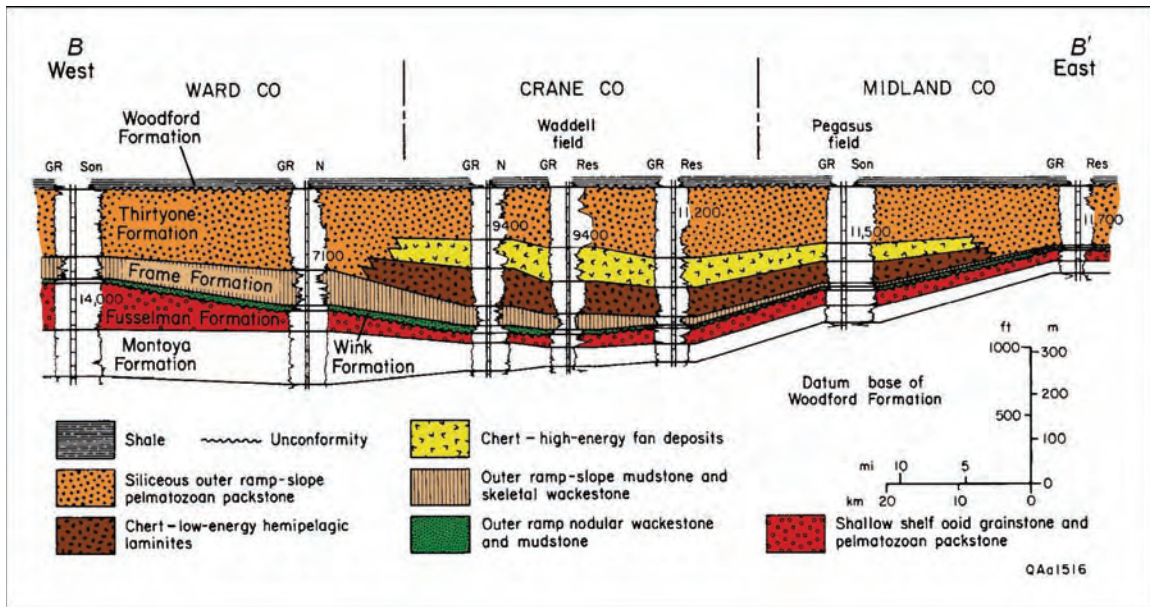 B
West
B'
East
WARD CO
CRANE CO
MIDLAND CO
Woodford
Formation
Waddell
field
Pegasus
field
GR Son
GR N
GR N
GR Res
GR Res
GR Son
GR Res
Thirtyone
Formation
7100
9400
9400
11,200
11,500
11,700
Frame Formation
14,000
Fusselman Formation
Montoya
Formation
Wink
Formation
Datum base of
Woodford Formation
ft m
1000 300
200
500
100
0 0
mi 10 5
km 20 10 0
Shale
Unconformity
Siliceous outer ramp-slope
pelmatozoan packstone
Chert-low-energy hemipelagic
laminites
Chert-high-energy fan deposits
Outer ramp-slope mudstone and
skeletal wackestone
Outer ramp nodular wackestone
and mudstone
Shallow shelf ooid grainstone and
pelmatozoan packstone
QAa1516